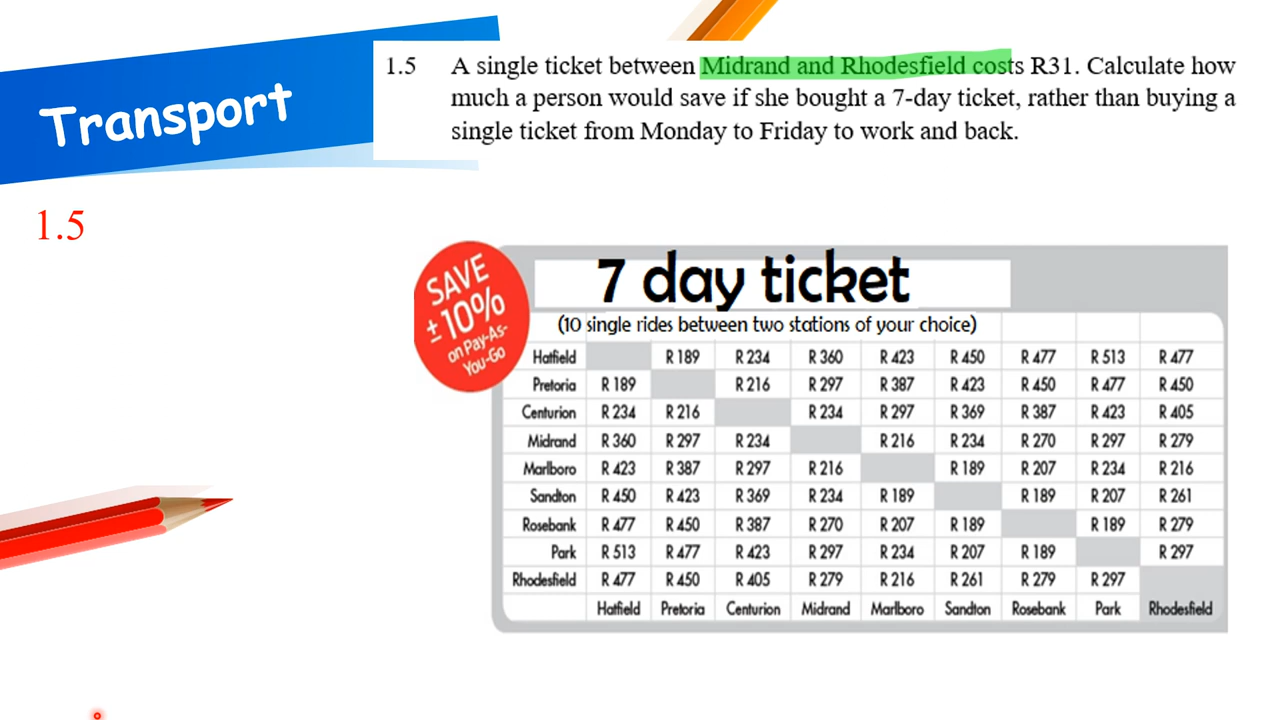 Transport
1.5 A single ticket between Midrand and Rhodesfield costs R31. Calculate how
much a person would save if she bought a 7-day ticket, rather than buying a
single ticket from Monday to Friday to work and back.
1.5
SAVE
±10%
on Pay-As-
You-Go
7 day ticket
(10 single rides between two stations of your choice)
Hatfield R 189 R 234 R 360 R 423 R 450 R 477 R 513 R 477
Pretoria R 189 R 216 R 297 R 387 R 423 R 450 R 477 R 450
Centurion R 234 R 216 R 234 R 297 R 369 R 387 R 423 R 405
Midrand R 360 R 297 R 234 R 216 R 234 R 270 R 297 R 279
Marlboro R 423 R 387 R 297 R 216 R 189 R 207 R 234 R 216
Sandton R 450 R 423 R 369 R 234 R 189 R 189 R 207 R 261
Rosebank R 477 R 450 R 387 R 270 R 207 R 189 R 189 R 279
Park R 513 R 477 R 423 R 297 R 234 R 207 R 189 R 297
Rhodesfield R 477 R 450 R 405 R 279 R 216 R 261 R 279 R 297
Hatfield Pretoria Centurion Midrand Marlboro Sandton Rosebank Park Rhodesfield